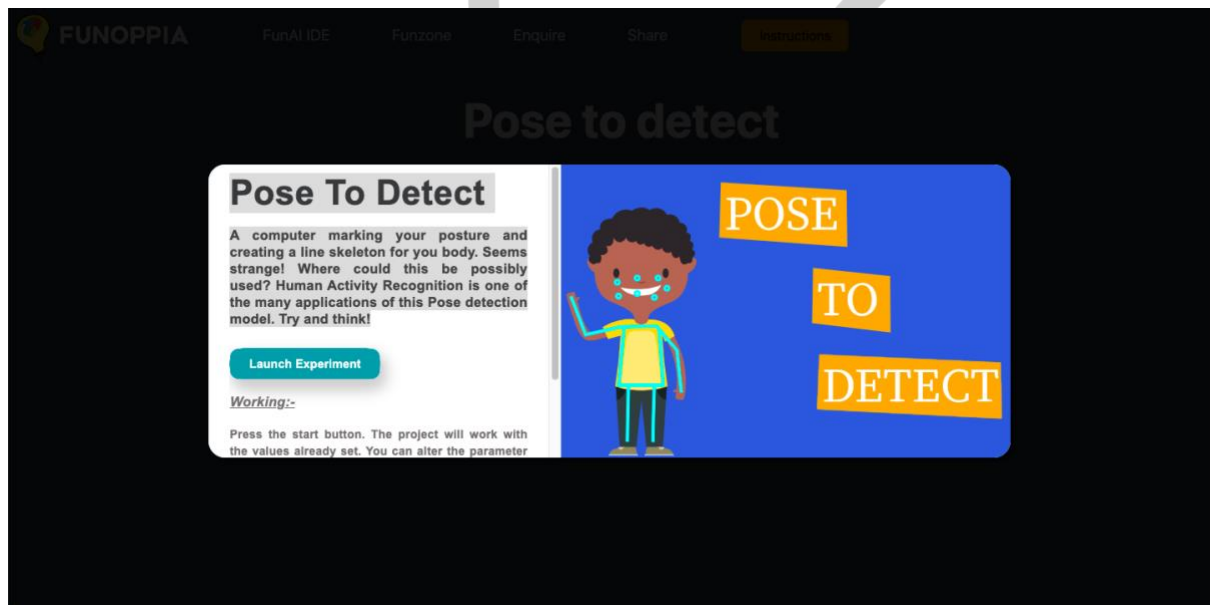 FUNOPPIA
FunAI IDE
Funzone
Enquire
Share
Instructions
Pose to detect
Pose To Detect
A computer marking your posture and
creating a line skeleton for you body. Seems
strange! Where could this be possibly
used? Human Activity Recognition is one of
the many applications of this Pose detection
model. Try and think!
Launch Experiment
Working:-
Press the start button. The project will work with
the values already set. You can alter the parameter
POSE
TO
DETECT